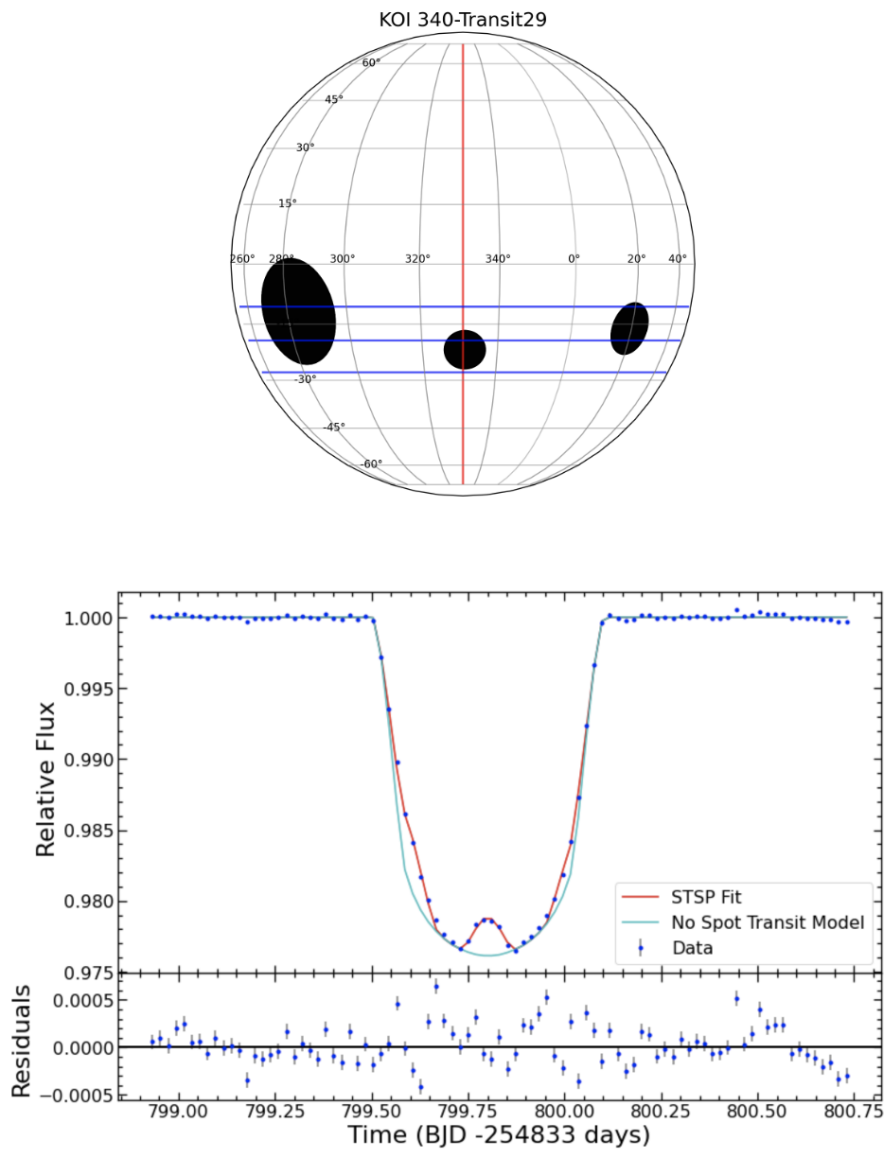 KOI 340-Transit29
60°
45°
30°
15°
260° 280° 300° 320° 340° 0° 20° 40°
-30°
-45°
-60°
1.000
0.995
0.990
0.985
0.980
0.975
Relative Flux
STSP Fit
No Spot Transit Model
Data
0.0005
0.0000
−0.0005
Residuals
799.00 799.25 799.50 799.75 800.00 800.25 800.50 800.75
Time (BJD -254833 days)